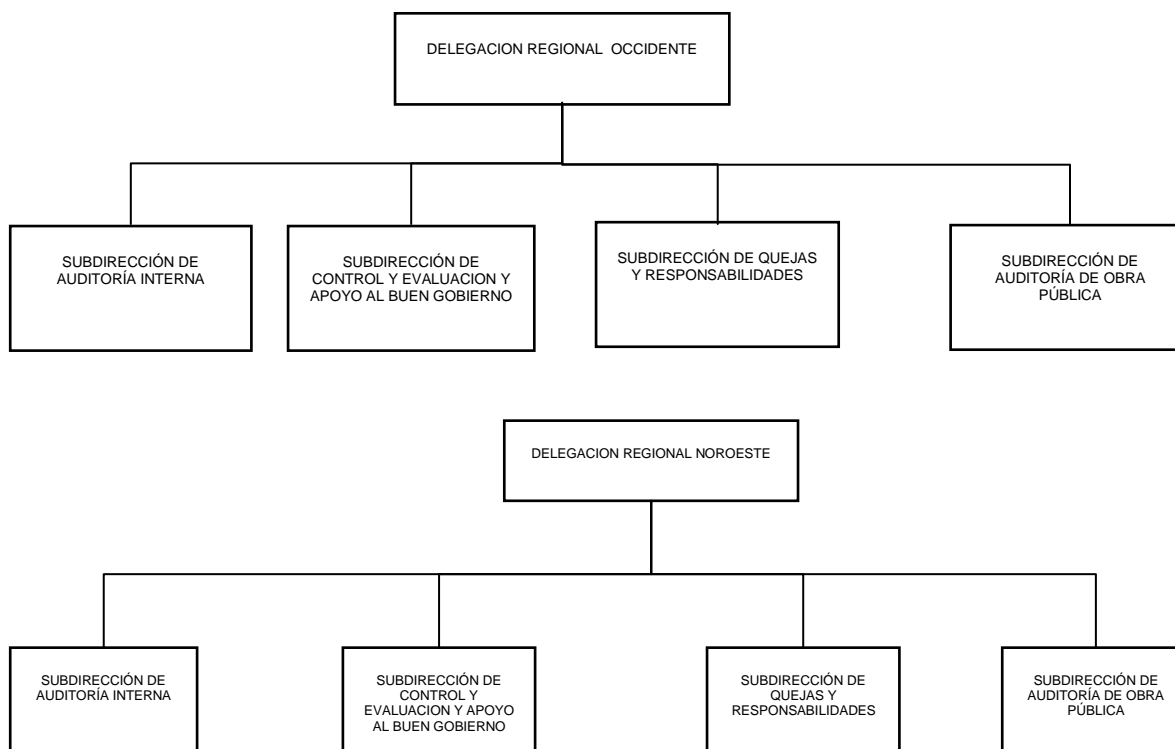 DELEGACION REGIONAL OCCIDENTE
SUBDIRECCIÓN DE
AUDITORÍA INTERNA
SUBDIRECCIÓN DE
CONTROL Y EVALUACION Y
APOYO AL BUEN GOBIERNO
SUBDIRECCIÓN DE QUEJAS
Y RESPONSABILIDADES
SUBDIRECCIÓN DE
AUDITORÍA DE OBRA
PÚBLICA
DELEGACION REGIONAL NOROESTE
SUBDIRECCIÓN DE
AUDITORÍA INTERNA
SUBDIRECCIÓN DE
CONTROL Y
EVALUACION Y APOYO
AL BUEN GOBIERNO
SUBDIRECCIÓN DE
QUEJAS Y
RESPONSABILIDADES
SUBDIRECCIÓN DE
AUDITORÍA DE OBRA
PÚBLICA